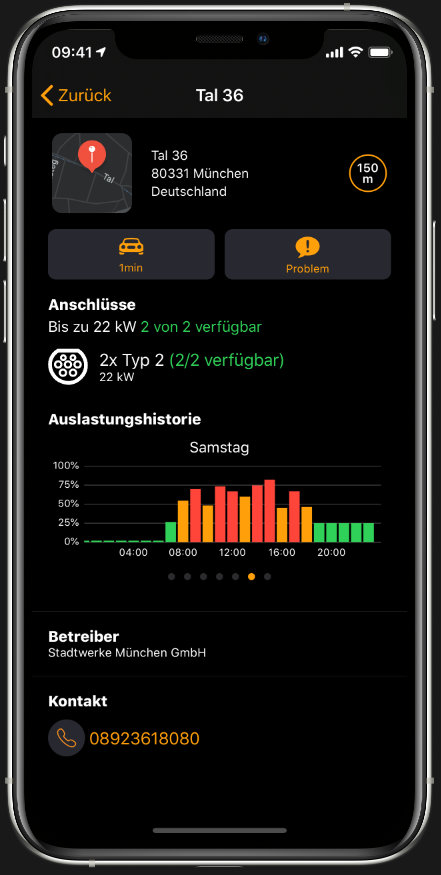 09:41
Zurück
Tal 36
Tal
Tal 36
80331 München
Deutschland
150
m
1min
Problem
Anschlüsse
Bis zu 22 kW 2 von 2 verfügbar
2x Typ 2 (2/2 verfügbar)
22 kW
Auslastungshistorie
Samstag
100%
75%
50%
25%
0%
04:00 08:00 12:00 16:00 20:00
Betreiber
Stadtwerke München GmbH
Kontakt
08923618080